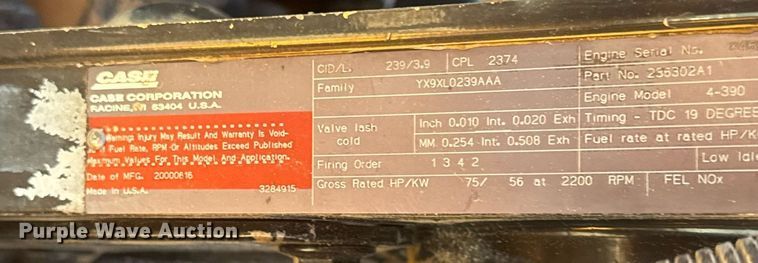 CASE
CASE CORPORATION
RACINE, WI 53404 U.S.A.
Warning: Injury May Result And Warranty Is Void-
If Fuel Rate, RPM Or Altitudes Exceed Published
Maximum Values For This Model And Application.
Date of MFG. 20000616
Made In U.S.A. 3284915
CID/L. 239/3.9 CPL 2374
Family YX9XL0239AAA
Valve lash cold
Inch 0.010 Int. 0.020 Exh
MM. 0.254 Int. 0.508 Exh
Firing Order 1 3 4 2
Gross Rated HP/KW 75/ 56 at 2200 RPM
Engine Serial No.
Part No. 236302A1
Engine Model 4-390
Timing - TDC 19 DEGREE
Fuel rate at rated HP/K
Low Idle
FEL NOx
Purple Wave Auction